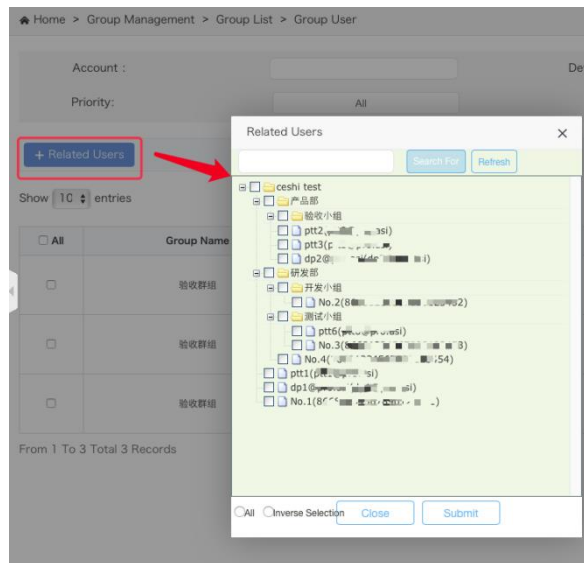 Home > Group Management > Group List > Group User
Account :
De
Priority:
All
Related Users
+ Related Users
Search For
Refresh
Show 10 entries
All
Group Name
验收群组
验收群组
验收群组
From 1 To 3 Total 3 Records
ceshi test
产品部
验收小组
ptt2
ptt3(
dp2@
研发部
开发小组
No.2(8
测试小组
ptt6(
No.3(
No.4(
ptt1(
dp1@
No.1(
All
Inverse Selection
Close
Submit